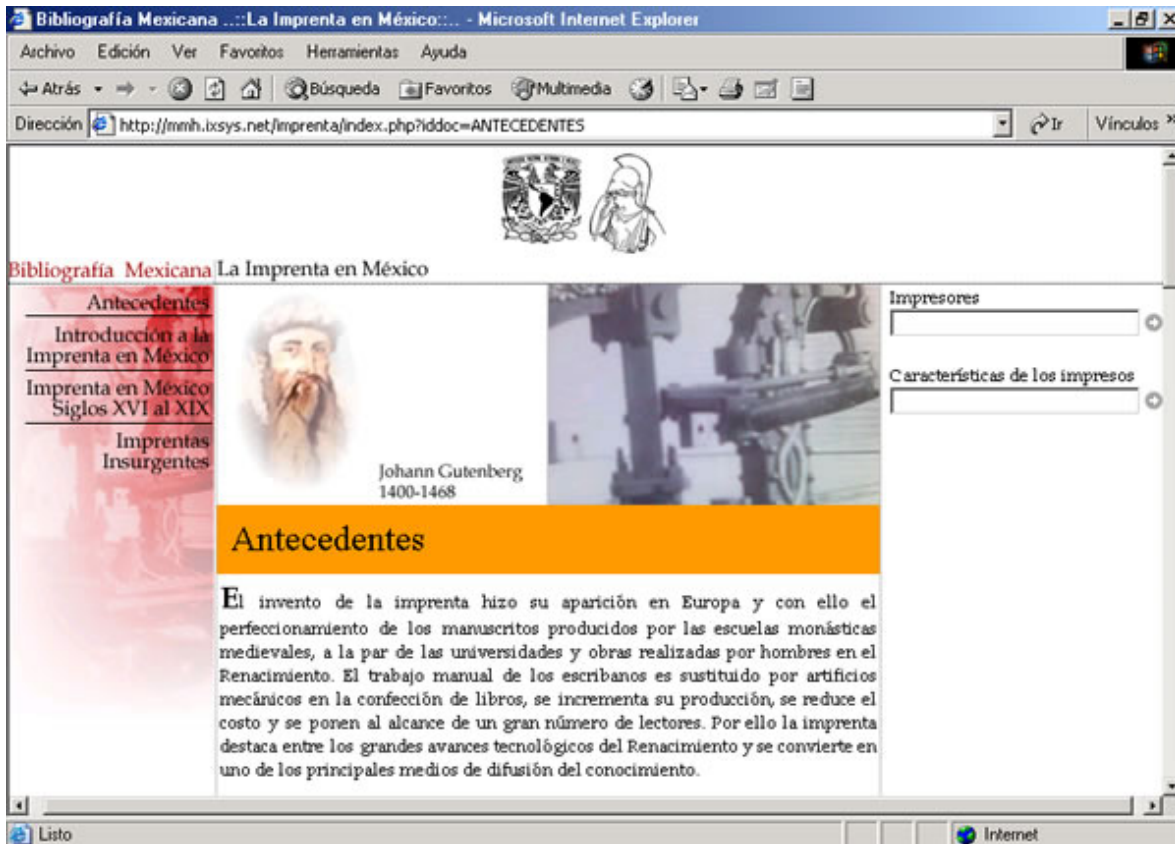 Bibliografía Mexicana ..::La Imprenta en México::.. - Microsoft Internet Explorer
Archivo Edición Ver Favoritos Herramientas Ayuda
Atrás Búsqueda Favoritos Multimedia
Dirección http://mmh.ixsys.net/imprenta/index.php?iddoc=ANTECEDENTES Ir Vínculos »
Bibliografía Mexicana La Imprenta en México
Antecedentes
Introducción a la
Imprenta en México
Imprenta en México
Siglos XVI al XIX
Imprentas
Insurgentes
Johann Gutenberg
1400-1468
Impresores
Características de los impresos
Antecedentes
El invento de la imprenta hizo su aparición en Europa y con ello el
perfeccionamiento de los manuscritos producidos por las escuelas monásticas
medievales, a la par de las universidades y obras realizadas por hombres en el
Renacimiento. El trabajo manual de los escribanos es sustituido por artificios
mecánicos en la confección de libros, se incrementa su producción, se reduce el
costo y se ponen al alcance de un gran número de lectores. Por ello la imprenta
destaca entre los grandes avances tecnológicos del Renacimiento y se convierte en
uno de los principales medios de difusión del conocimiento.
Listo Internet